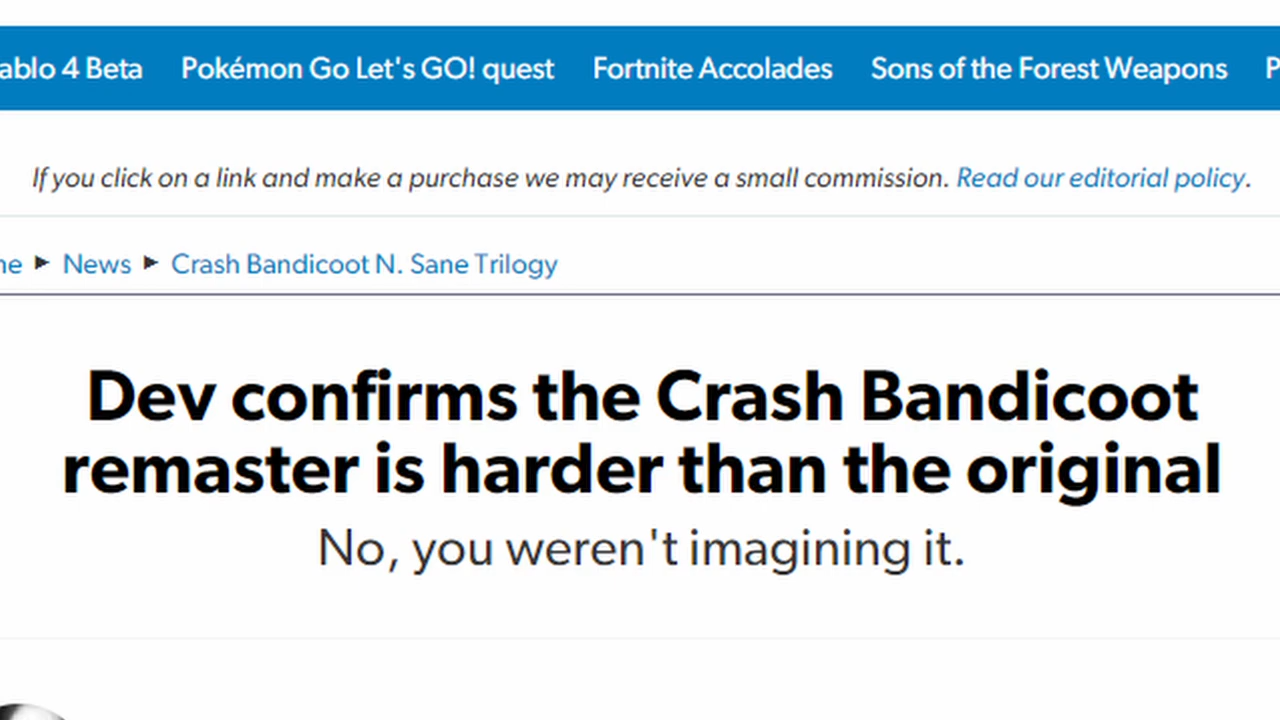 ablo 4 Beta Pokémon Go Let's GO! quest Fortnite Accolades Sons of the Forest Weapons P
If you click on a link and make a purchase we may receive a small commission. Read our editorial policy.
ne ► News ► Crash Bandicoot N. Sane Trilogy
Dev confirms the Crash Bandicoot
remaster is harder than the original
No, you weren't imagining it.